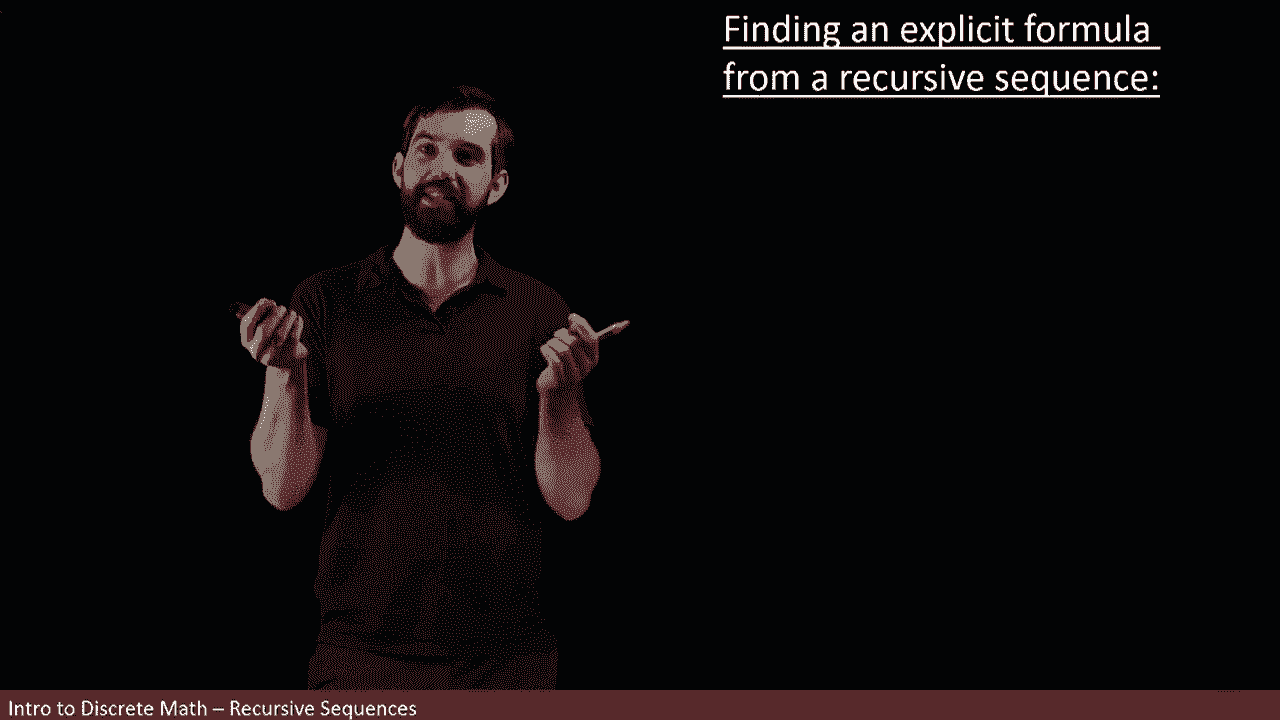 Finding an explicit formula
from a recursive sequence:
Intro to Discrete Math – Recursive Sequences